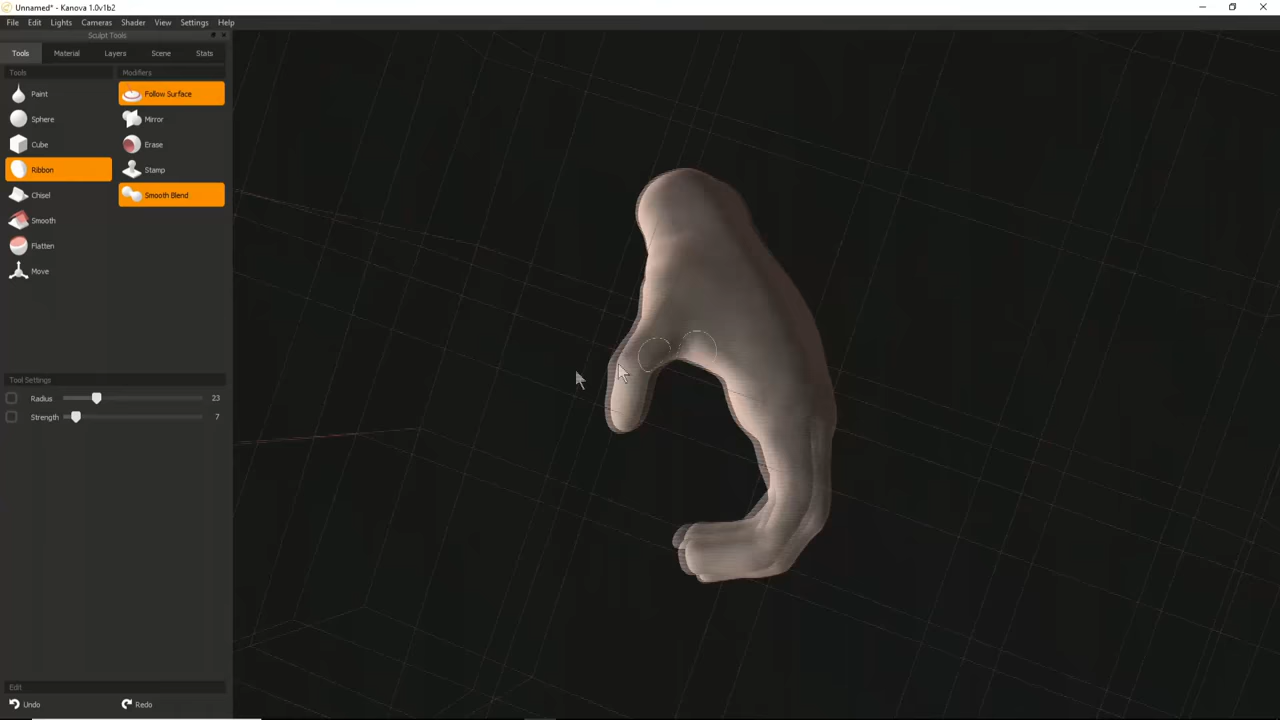 Unnamed* - Kanova 1.0v1b2
File Edit Lights Cameras Shader View Settings Help
Sculpt Tools
Tools Material Layers Scene Stats
Tools Modifiers
Paint Follow Surface
Sphere Mirror
Cube Erase
Ribbon Stamp
Chisel Smooth Blend
Smooth
Flatten
Move
Tool Settings
Radius 23
Strength 7
Edit
Undo Redo